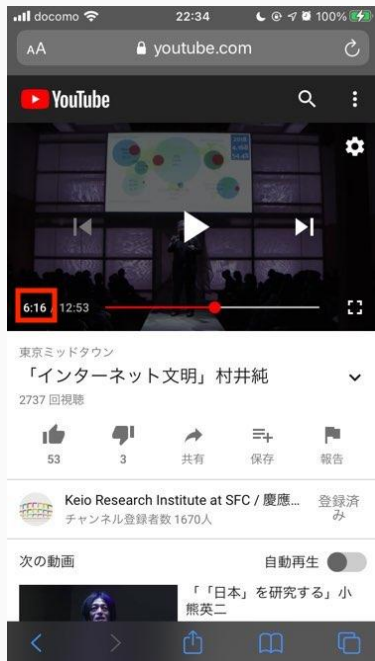 docomo 22:34 100%
AA youtube.com
YouTube
6:16 / 12:53
東京ミッドタウン
「インターネット文明」村井純
2737 回視聴
53 3 共有 保存 報告
Keio Research Institute at SFC / 慶應... 登録済み
チャンネル登録者数 1670人
次の動画 自動再生
「「日本」を研究する」小
熊英二